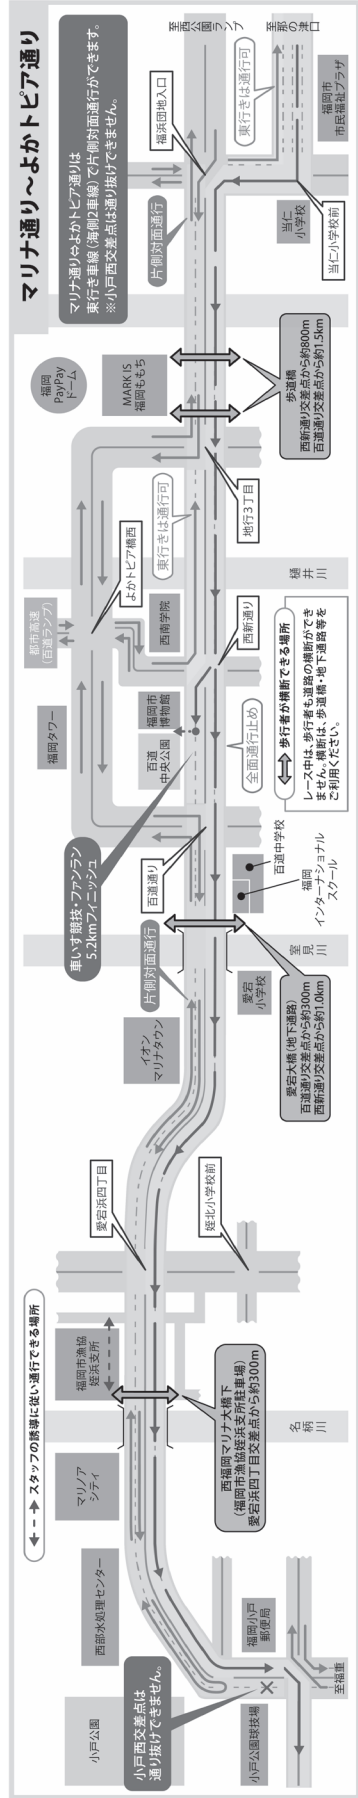 マリナ通り～よかトピア通り
マリナ通り⇔よかトピア通りは
東行き車線(海側2車線)で片側対面通行ができます。
※小戸西交差点は通り抜けできません。
スタッフの誘導に従い通行できる場所
小戸公園
西部水処理センター
マリノア
シティ
福岡市漁協
姪浜支所
愛宕浜四丁目
イオン
マリナタウン
片側対面通行
車いす競技・ファンラン
5.2kmフィニッシュ
百道通り
福岡タワー
百道
中央公園
福岡市
博物館
都市高速
(百道ランプ)
よかトピア橋西
西南学院
東行きは通行可
福岡
PayPay
ドーム
MARK IS
福岡ももち
片側対面通行
福浜団地入口
至西公園ランプ
東行きは通行可
至那の津口
小戸西交差点は
通り抜けできません。
小戸公園球技場
福岡小戸
郵便局
至福重
名柄川
西福岡マリナ大橋下
(福岡市漁協姪浜支所駐車場)
愛宕浜四丁目交差点から約300m
姪北小学校前
愛宕
小学校
室見川
愛宕大橋(地下通路)
百道通り交差点から約300m
西新通り交差点から約1.0km
福岡
インターナショナル
スクール
百道中学校
全面通行止め
西新通り
歩行者が横断できる場所
レース中は、歩行者も道路の横断ができ
ません。横断は、歩道橋・地下通路等を
ご利用ください。
樋井川
地行3丁目
歩道橋
西新通り交差点から約800m
百道通り交差点から約1.5km
当仁
小学校
当仁小学校前
福岡市
市民福祉プラザ